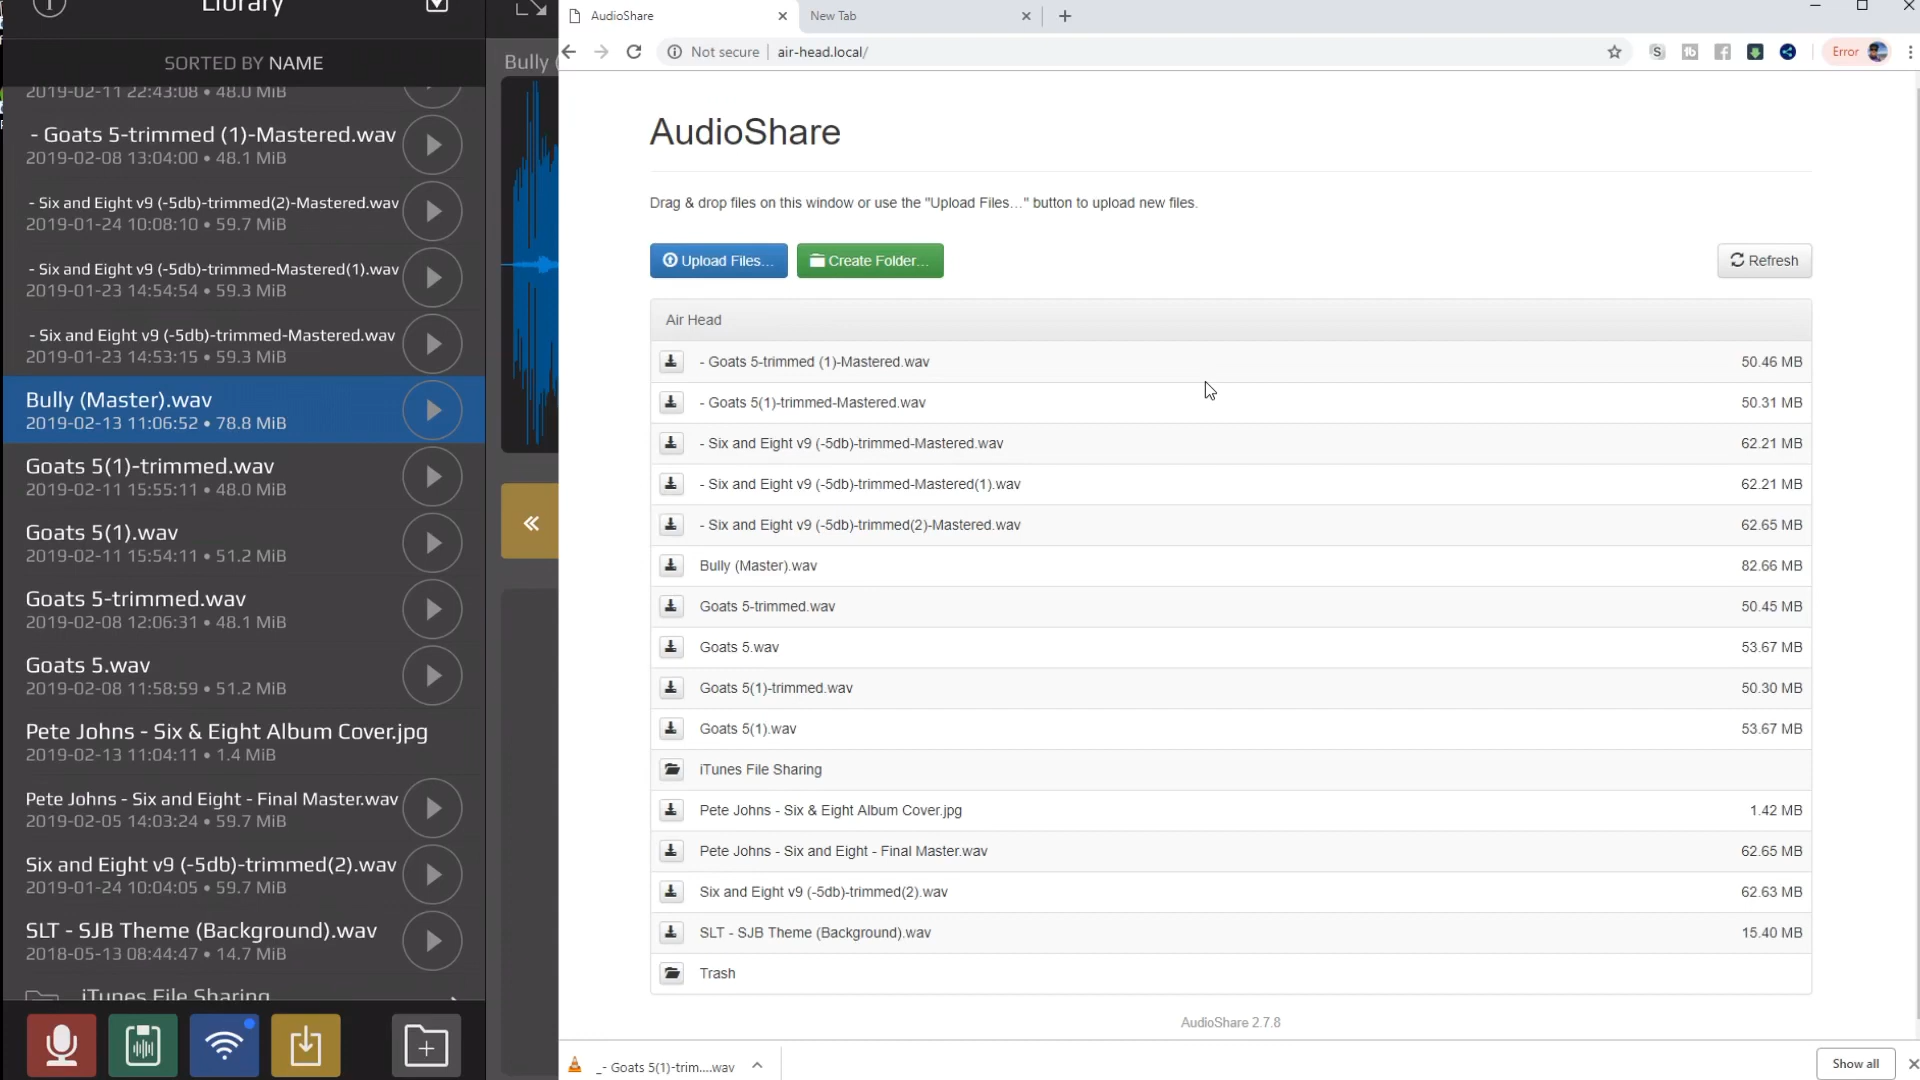 Library
SORTED BY NAME
2019-02-11 22:43:08 • 48.0 MiB
- Goats 5-trimmed (1)-Mastered.wav
2019-02-08 13:04:00 • 48.1 MiB
- Six and Eight v9 (-5db)-trimmed(2)-Mastered.wav
2019-01-24 10:08:10 • 59.7 MiB
- Six and Eight v9 (-5db)-trimmed-Mastered(1).wav
2019-01-23 14:54:54 • 59.3 MiB
- Six and Eight v9 (-5db)-trimmed-Mastered.wav
2019-01-23 14:53:15 • 59.3 MiB
Bully (Master).wav
2019-02-13 11:06:52 • 78.8 MiB
Goats 5(1)-trimmed.wav
2019-02-11 15:55:11 • 48.0 MiB
Goats 5(1).wav
2019-02-11 15:54:11 • 51.2 MiB
Goats 5-trimmed.wav
2019-02-08 12:06:31 • 48.1 MiB
Goats 5.wav
2019-02-08 11:58:59 • 51.2 MiB
Pete Johns - Six & Eight Album Cover.jpg
2019-02-13 11:04:11 • 1.4 MiB
Pete Johns - Six and Eight - Final Master.wav
2019-02-05 14:03:24 • 59.7 MiB
Six and Eight v9 (-5db)-trimmed(2).wav
2019-01-24 10:04:05 • 59.7 MiB
SLT - SJB Theme (Background).wav
2018-05-13 08:44:47 • 14.7 MiB
iTunes File Sharing
Bully (
AudioShare
New Tab
Not secure | air-head.local/
Error
AudioShare
Drag & drop files on this window or use the "Upload Files…" button to upload new files.
Upload Files… Create Folder… Refresh
Air Head
- Goats 5-trimmed (1)-Mastered.wav 50.46 MB
- Goats 5(1)-trimmed-Mastered.wav 50.31 MB
- Six and Eight v9 (-5db)-trimmed-Mastered.wav 62.21 MB
- Six and Eight v9 (-5db)-trimmed-Mastered(1).wav 62.21 MB
- Six and Eight v9 (-5db)-trimmed(2)-Mastered.wav 62.65 MB
Bully (Master).wav 82.66 MB
Goats 5-trimmed.wav 50.45 MB
Goats 5.wav 53.67 MB
Goats 5(1)-trimmed.wav 50.30 MB
Goats 5(1).wav 53.67 MB
iTunes File Sharing
Pete Johns - Six & Eight Album Cover.jpg 1.42 MB
Pete Johns - Six and Eight - Final Master.wav 62.65 MB
Six and Eight v9 (-5db)-trimmed(2).wav 62.63 MB
SLT - SJB Theme (Background).wav 15.40 MB
Trash
AudioShare 2.7.8
_- Goats 5(1)-trim....wav
Show all